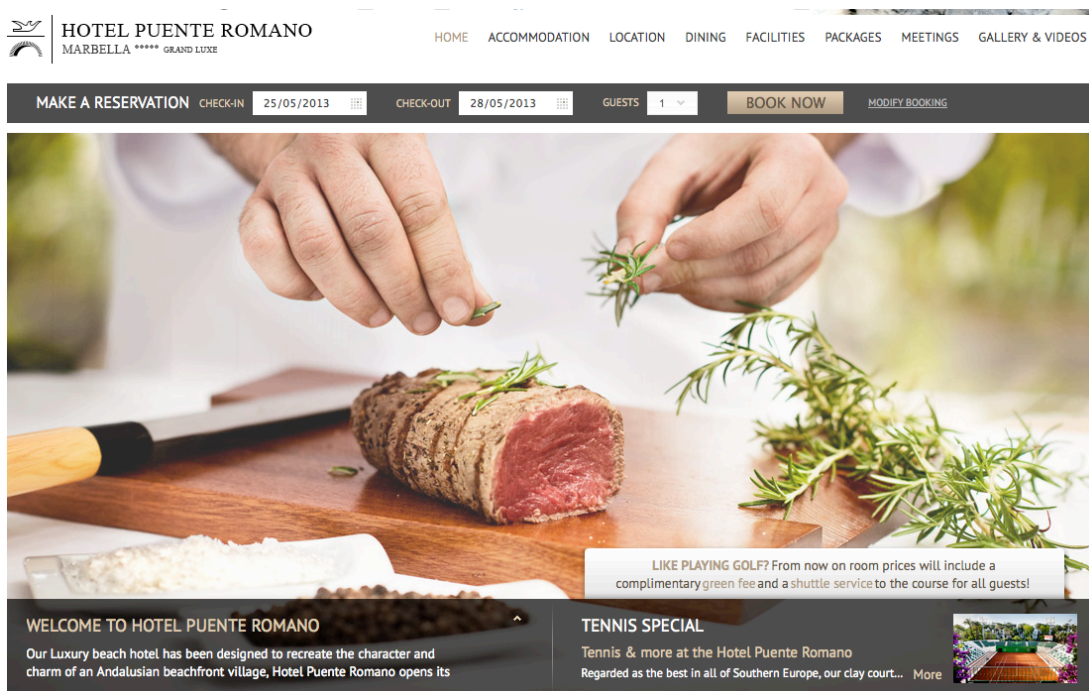 HOTEL PUENTE ROMANO
MARBELLA ***** GRAND LUXE
HOME ACCOMMODATION LOCATION DINING FACILITIES PACKAGES MEETINGS GALLERY & VIDEOS
MAKE A RESERVATION CHECK-IN 25/05/2013 CHECK-OUT 28/05/2013 GUESTS 1 BOOK NOW MODIFY BOOKING
LIKE PLAYING GOLF? From now on room prices will include a
complimentary green fee and a shuttle service to the course for all guests!
WELCOME TO HOTEL PUENTE ROMANO
Our Luxury beach hotel has been designed to recreate the character and
charm of an Andalusian beachfront village, Hotel Puente Romano opens its
TENNIS SPECIAL
Tennis & more at the Hotel Puente Romano
Regarded as the best in all of Southern Europe, our clay court... More